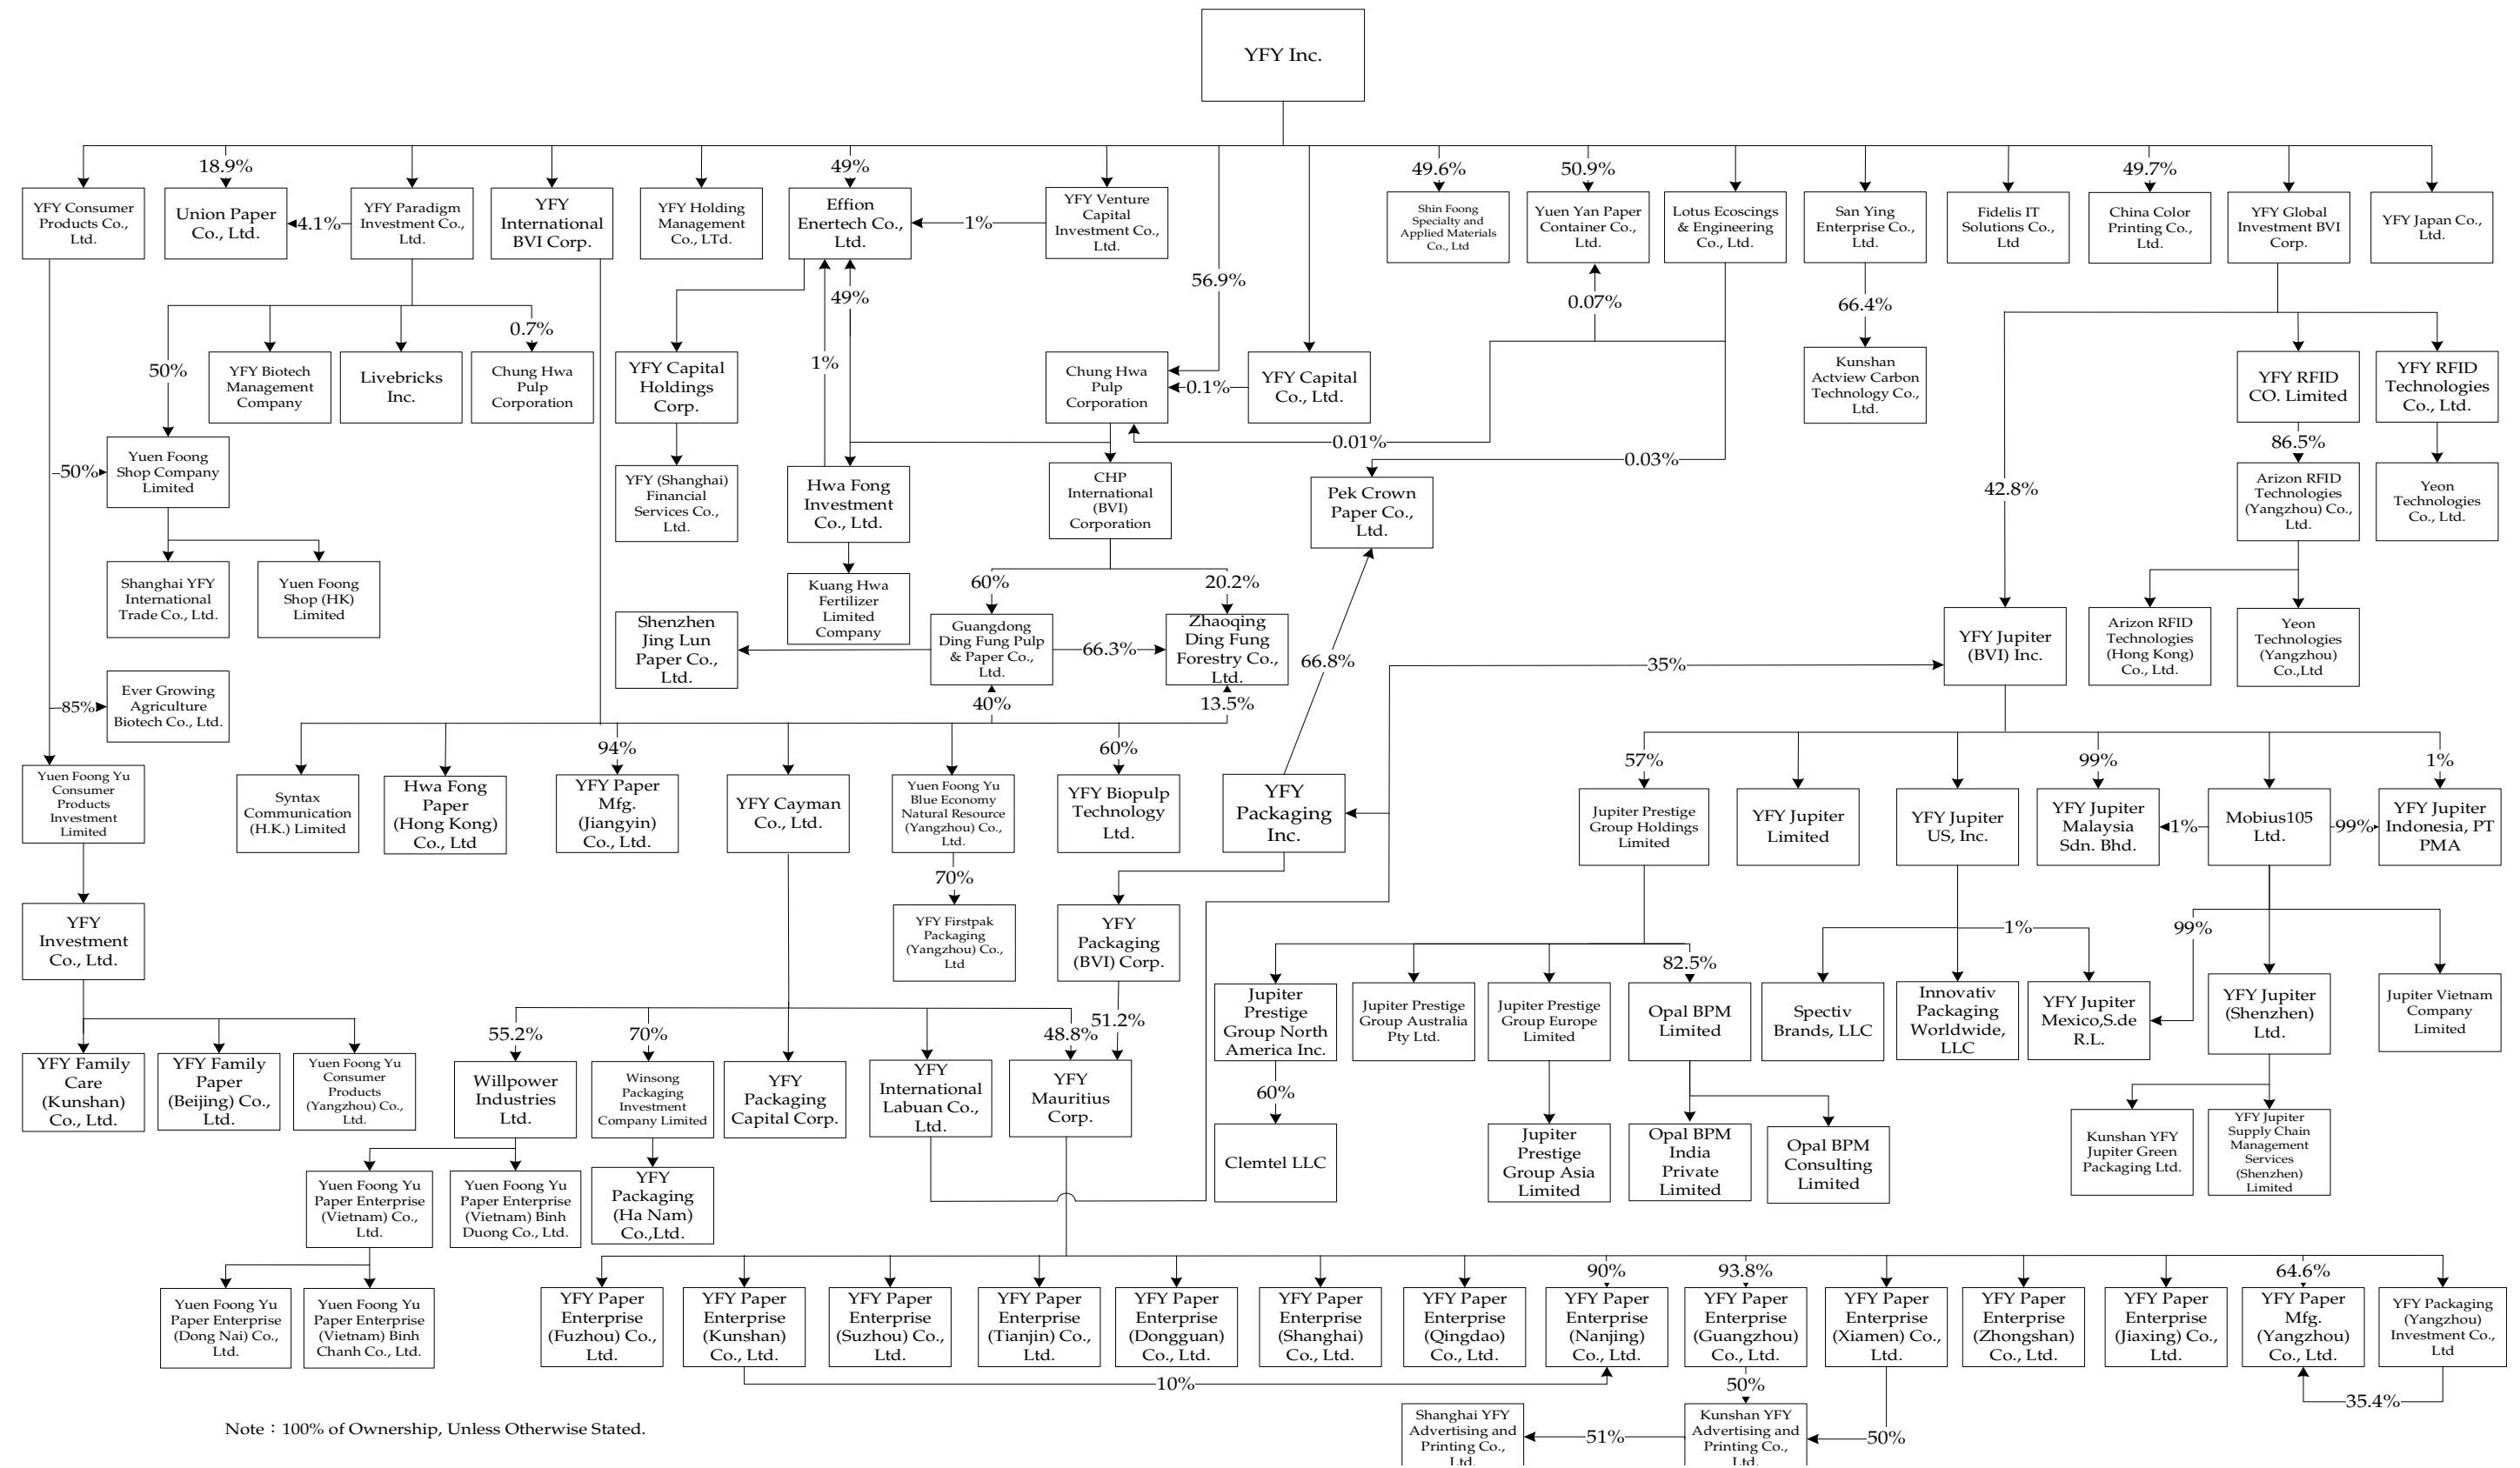 YFY Inc.
18.9%
49%
49.6%
50.9%
49.7%
YFY Consumer
Products Co.,
Ltd.
Union Paper
Co., Ltd.
4.1%
YFY Paradigm
Investment Co.,
Ltd.
YFY
International
BVI Corp.
YFY Holding
Management
Co., LTd.
Effion
Enertech Co.,
Ltd.
1%
YFY Venture
Capital
Investment Co.,
Ltd.
Shin Foong
Specialty and
Applied Materials
Co., Ltd
Yuen Yan Paper
Container Co.,
Ltd.
Lotus Ecoscings
& Engineering
Co., Ltd.
San Ying
Enterprise Co.,
Ltd.
Fidelis IT
Solutions Co.,
Ltd
China Color
Printing Co.,
Ltd.
YFY Global
Investment BVI
Corp.
YFY Japan Co.,
Ltd.
56.9%
49%
0.07%
66.4%
0.7%
50%
1%
YFY Biotech
Management
Company
Livebricks
Inc.
Chung Hwa
Pulp
Corporation
YFY Capital
Holdings
Corp.
Chung Hwa
Pulp
Corporation
0.1%
YFY Capital
Co., Ltd.
Kunshan
Actview Carbon
Technology Co.,
Ltd.
YFY RFID
CO. Limited
YFY RFID
Technologies
Co., Ltd.
0.01%
86.5%
0.03%
50%
Yuen Foong
Shop Company
Limited
YFY (Shanghai)
Financial
Services Co.,
Ltd.
Hwa Fong
Investment
Co., Ltd.
CHP
International
(BVI)
Corporation
Pek Crown
Paper Co.,
Ltd.
42.8%
Arizon RFID
Technologies
(Yangzhou) Co.,
Ltd.
Yeon
Technologies
Co., Ltd.
Shanghai YFY
International
Trade Co., Ltd.
Yuen Foong
Shop (HK)
Limited
Kuang Hwa
Fertilizer
Limited
Company
60%
20.2%
Shenzhen
Jing Lun
Paper Co.,
Ltd.
Guangdong
Ding Fung Pulp
& Paper Co.,
Ltd.
66.3%
Zhaoqing
Ding Fung
Forestry Co.,
Ltd.
66.8%
35%
YFY Jupiter
(BVI) Inc.
Arizon RFID
Technologies
(Hong Kong)
Co., Ltd.
Yeon
Technologies
(Yangzhou)
Co.,Ltd
85%
Ever Growing
Agriculture
Biotech Co., Ltd.
40%
13.5%
94%
60%
57%
99%
1%
Yuen Foong Yu
Consumer
Products
Investment
Limited
Syntax
Communication
(H.K.) Limited
Hwa Fong
Paper
(Hong Kong)
Co., Ltd
YFY Paper
Mfg.
(Jiangyin)
Co., Ltd.
YFY Cayman
Co., Ltd.
Yuen Foong Yu
Blue Economy
Natural Resource
(Yangzhou) Co.,
Ltd.
YFY Biopulp
Technology
Ltd.
YFY
Packaging
Inc.
Jupiter Prestige
Group Holdings
Limited
YFY Jupiter
Limited
YFY Jupiter
US, Inc.
YFY Jupiter
Malaysia
Sdn. Bhd.
1%
Mobius105
Ltd.
99%
YFY Jupiter
Indonesia, PT
PMA
70%
YFY
Investment
Co., Ltd.
YFY Firstpak
Packaging
(Yangzhou) Co.,
Ltd
YFY
Packaging
(BVI) Corp.
1%
99%
82.5%
55.2%
70%
48.8%
51.2%
Jupiter
Prestige
Group North
America Inc.
Jupiter Prestige
Group Australia
Pty Ltd.
Jupiter Prestige
Group Europe
Limited
Opal BPM
Limited
Spectiv
Brands, LLC
Innovativ
Packaging
Worldwide,
LLC
YFY Jupiter
Mexico,S.de
R.L.
YFY Jupiter
(Shenzhen)
Ltd.
Jupiter Vietnam
Company
Limited
YFY Family
Care
(Kunshan)
Co., Ltd.
YFY Family
Paper
(Beijing) Co.,
Ltd.
Yuen Foong Yu
Consumer
Products
(Yangzhou) Co.,
Ltd.
Willpower
Industries
Ltd.
Winsong
Packaging
Investment
Company Limited
YFY
Packaging
Capital Corp.
YFY
International
Labuan Co.,
Ltd.
YFY
Mauritius
Corp.
60%
Clemtel LLC
Jupiter
Prestige
Group Asia
Limited
Opal BPM
India
Private
Limited
Opal BPM
Consulting
Limited
Kunshan YFY
Jupiter Green
Packaging Ltd.
YFY Jupiter
Supply Chain
Management
Services
(Shenzhen)
Limited
Yuen Foong Yu
Paper Enterprise
(Vietnam) Co.,
Ltd.
Yuen Foong Yu
Paper Enterprise
(Vietnam) Binh
Duong Co., Ltd.
YFY
Packaging
(Ha Nam)
Co.,Ltd.
90%
93.8%
64.6%
Yuen Foong Yu
Paper Enterprise
(Dong Nai) Co.,
Ltd.
Yuen Foong Yu
Paper Enterprise
(Vietnam) Binh
Chanh Co., Ltd.
YFY Paper
Enterprise
(Fuzhou) Co.,
Ltd.
YFY Paper
Enterprise
(Kunshan)
Co., Ltd.
YFY Paper
Enterprise
(Suzhou) Co.,
Ltd.
YFY Paper
Enterprise
(Tianjin) Co.,
Ltd.
YFY Paper
Enterprise
(Dongguan)
Co., Ltd.
YFY Paper
Enterprise
(Shanghai)
Co., Ltd.
YFY Paper
Enterprise
(Qingdao)
Co., Ltd.
YFY Paper
Enterprise
(Nanjing)
Co., Ltd.
YFY Paper
Enterprise
(Guangzhou)
Co., Ltd.
YFY Paper
Enterprise
(Xiamen) Co.,
Ltd.
YFY Paper
Enterprise
(Zhongshan)
Co., Ltd.
YFY Paper
Enterprise
(Jiaxing) Co.,
Ltd.
YFY Paper
Mfg.
(Yangzhou)
Co., Ltd.
YFY Packaging
(Yangzhou)
Investment Co.,
Ltd
10%
50%
35.4%
Note：100% of Ownership, Unless Otherwise Stated.
Shanghai YFY
Advertising and
Printing Co.,
Ltd.
51%
Kunshan YFY
Advertising and
Printing Co.,
Ltd.
50%